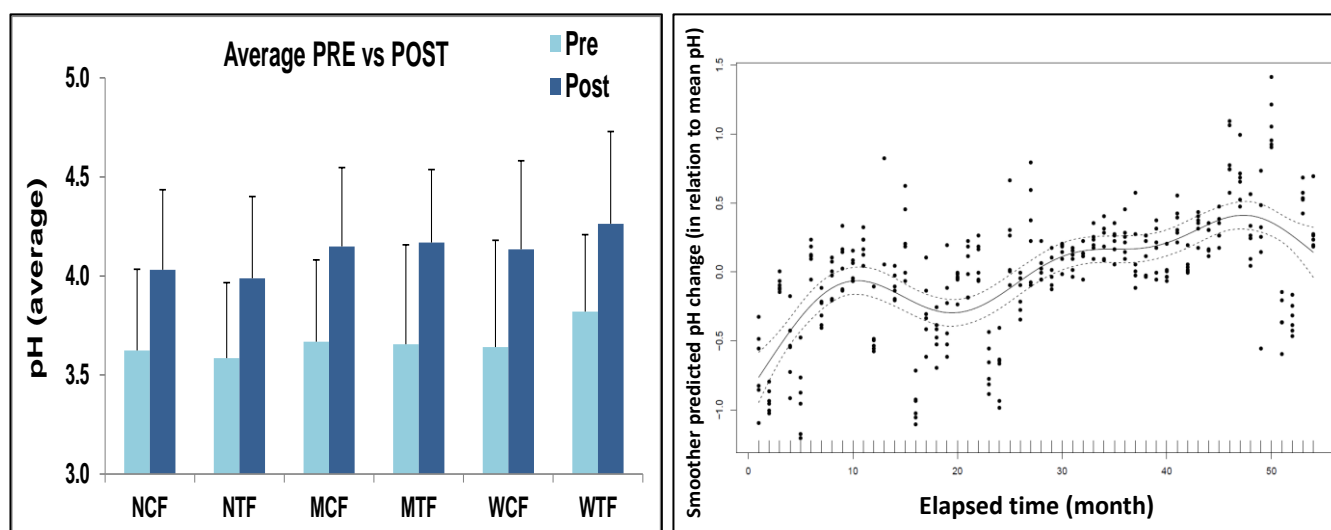 Average PRE vs POST
Pre
Post
pH (average)
5.0
4.5
4.0
3.5
3.0
NCF NTF MCF MTF WCF WTF
Smoother predicted pH change (in relation to mean pH)
1.5
1.0
0.5
0.0
−0.5
−1.0
0 10 20 30 40 50
Elapsed time (month)